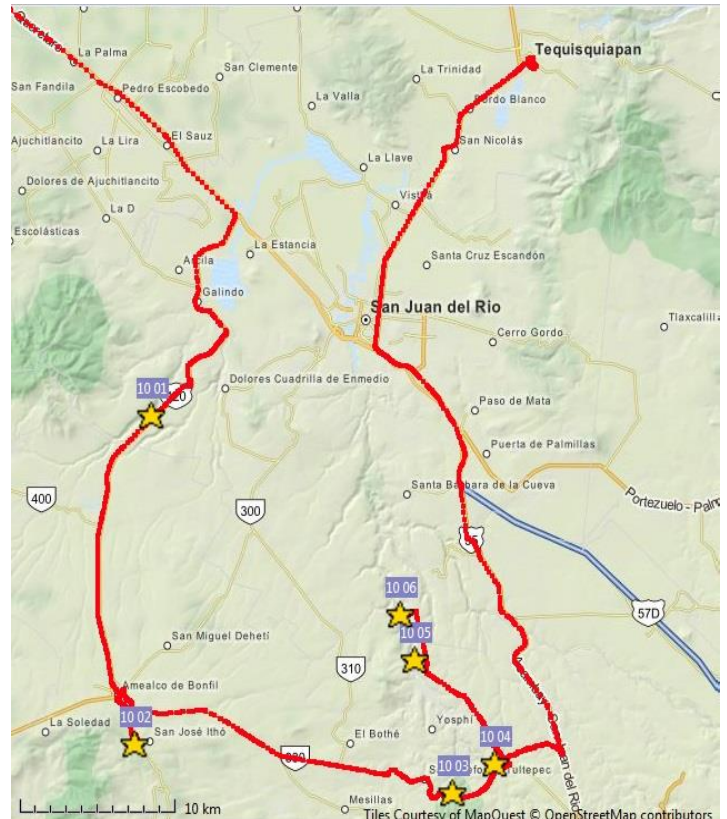 Queretaro
La Palma
Tequisquiapan
San Clemente
La Trinidad
San Fandila
Pedro Escobedo
La Valla
Bordo Blanco
Ajuchitlancito
La Lira
El Sauz
San Nicolás
La Llave
Dolores de Ajuchitlancito
La D
Vistha
Escolásticas
La Estancia
Santa Cruz Escandón
Galindo
San Juan del Rio
Tlaxcalilla
Cerro Gordo
10 01
120
Dolores Cuadrilla de Enmedio
Paso de Mata
Puerta de Palmillas
400
Santa Barbara de la Cueva
300
Portezuelo - Palm
57D
10 06
10 05
San Miguel Dehetí
310
Amealco de Bonfil
La Soledad
10 02
San José Ithó
Yosphí
El Bothé
10 04
10 03
Mesillas
10 km
Tiles Courtesy of MapQuest © OpenStreetMap contributors